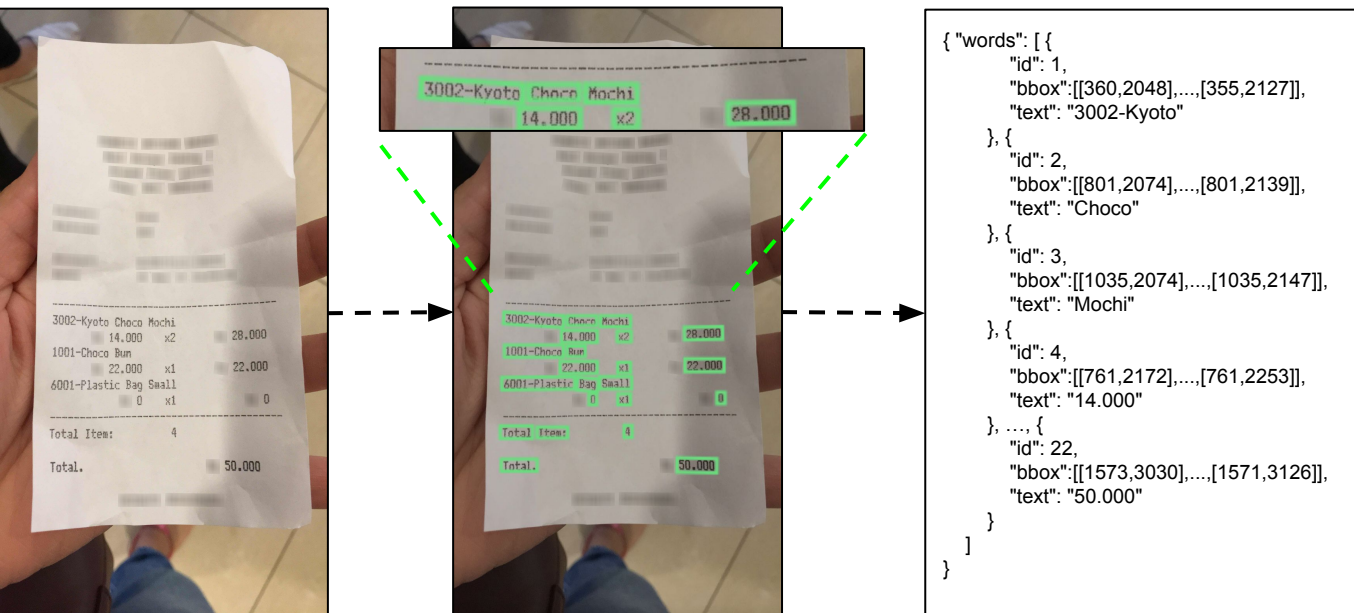 3002-Kyoto Choco Mochi
14.000 x2 28.000
1001-Choco Bun
22.000 x1 22.000
6001-Plastic Bag Small
0 x1 0
Total Item: 4
Total. 50.000
3002-Kyoto Choco Mochi
14.000 x2 28.000
3002-Kyoto Choco Mochi
14.000 x2 28.000
1001-Choco Bun
22.000 x1 22.000
6001-Plastic Bag Small
0 x1 0
Total Item: 4
Total. 50.000
{ "words": [ {
"id": 1,
"bbox":[[360,2048],...,[355,2127]],
"text": "3002-Kyoto"
}, {
"id": 2,
"bbox":[[801,2074],...,[801,2139]],
"text": "Choco"
}, {
"id": 3,
"bbox":[[1035,2074],...,[1035,2147]],
"text": "Mochi"
}, {
"id": 4,
"bbox":[[761,2172],...,[761,2253]],
"text": "14.000"
}, …, {
"id": 22,
"bbox":[[1573,3030],...,[1571,3126]],
"text": "50.000"
}
]
}